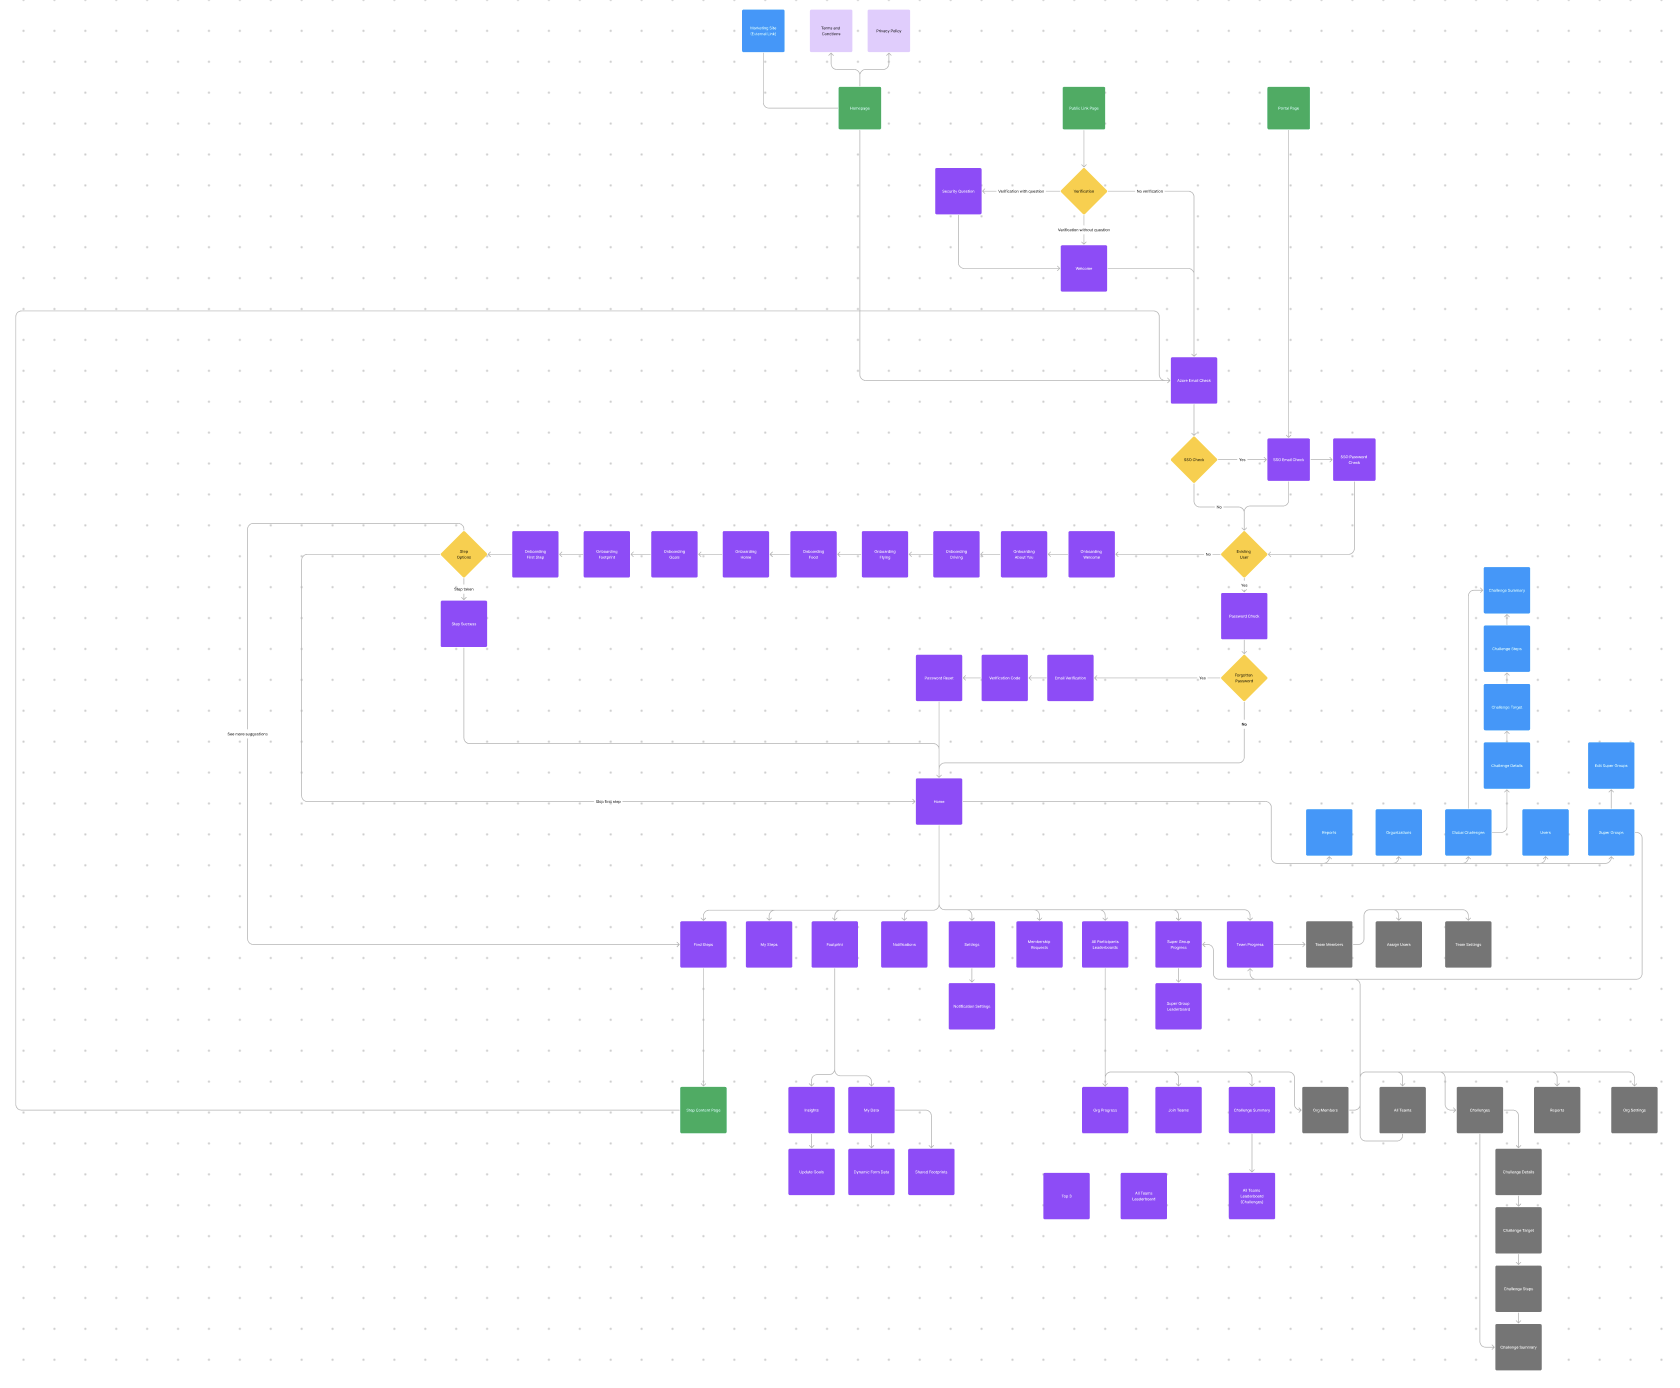 Marketing Site
(External Link)
Terms and
Conditions
Privacy Policy
Homepage
Public Link Page
Portal Page
Security Question
Verification with question
Verification
No verification
Verification without question
Welcome
Azure Email Check
SSO Check
Yes
SSO Email Check
SSO Password
Check
No
Step
Options
Onboarding
First Step
Onboarding
Footprint
Onboarding
Goals
Onboarding
Home
Onboarding
Food
Onboarding
Flying
Onboarding
Driving
Onboarding
About You
Onboarding
Welcome
No
Existing
User
Yes
Step taken
Step Success
Password Check
Challenge Summary
Challenge Steps
Password Reset
Verification Code
Email Verification
Yes
Forgotten
Password
No
Challenge Target
See more suggestions
Challenge Details
Edit Super Groups
Skip first step
Home
Reports
Organizations
Global Challenges
Users
Super Groups
Find Steps
My Steps
Footprint
Notifications
Settings
Membership
Requests
All Participants
Leaderboards
Super Group
Progress
Team Progress
Team Members
Assign Users
Team Settings
Notification Settings
Super Group
Leaderboard
Step Content Page
Insights
My Data
Org Progress
Join Teams
Challenge Summary
Org Members
All Teams
Challenges
Reports
Org Settings
Update Goals
Dynamic Form Data
Shared Footprints
Challenge Details
Top 5
All Teams
Leaderboard
All Teams
Leaderboard
(Challenges)
Challenge Target
Challenge Steps
Challenge Summary